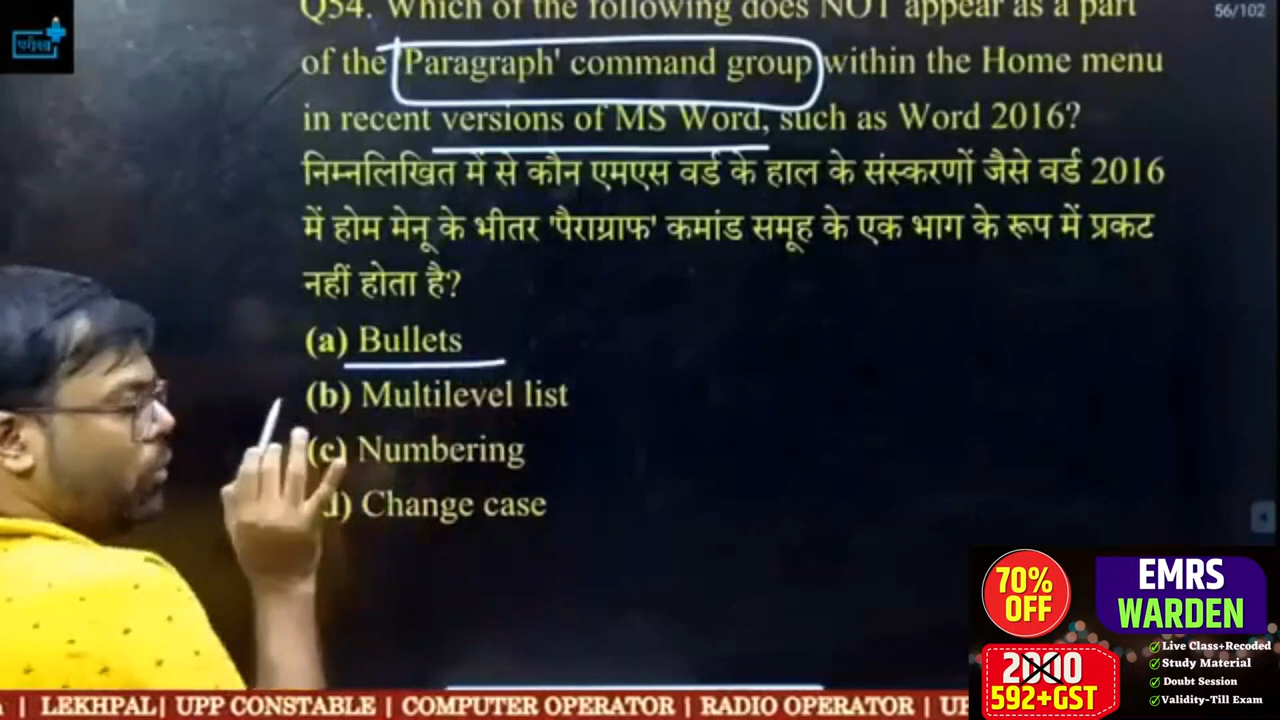 Q54. Which of the following does NOT appear as a part
56/102
परीक्षा
of the 'Paragraph' command group within the Home menu
in recent versions of MS Word, such as Word 2016?
निम्नलिखित में से कौन एमएस वर्ड के हाल के संस्करणों जैसे वर्ड 2016
में होम मेनू के भीतर 'पैराग्राफ' कमांड समूह के एक भाग के रूप में प्रकट
नहीं होता है?
(a) Bullets
(b) Multilevel list
(c) Numbering
d) Change case
70%
OFF
EMRS
WARDEN
2000
592+GST
Live Class+Recoded
Study Material
Doubt Session
Validity-Till Exam
| LEKHPAL| UPP CONSTABLE | COMPUTER OPERATOR | RADIO OPERATOR | UP